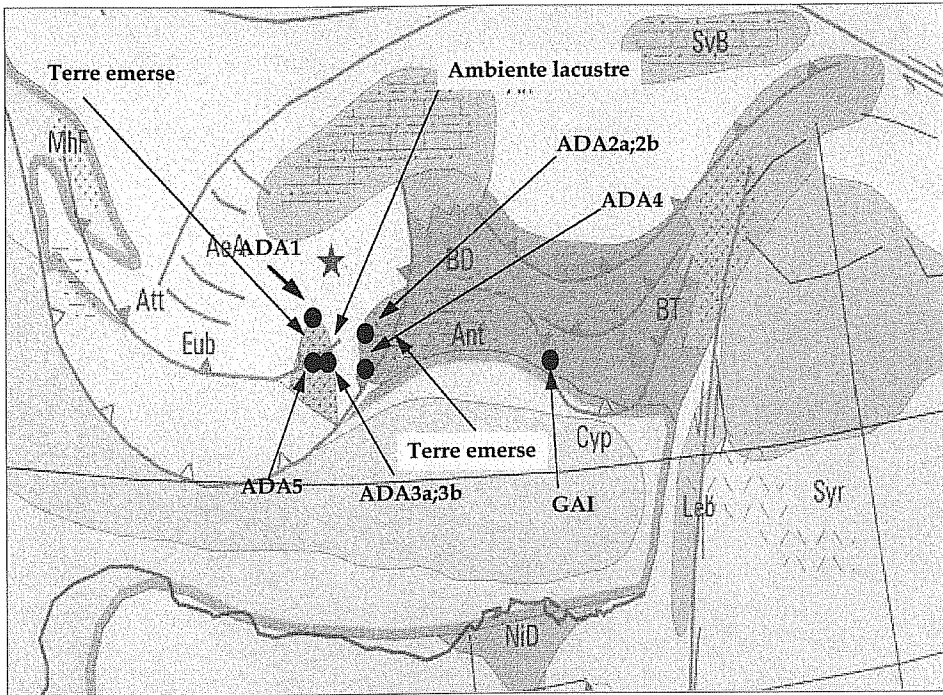 SvB
Terre emerse
Ambiente lacustre
MhF
ADA2a;2b
ADA4
AeA
ADA1
BD
Att
Eub
Ant
BT
Cyp
Terre emerse
ADA5
ADA3a;3b
GAI
Leb
Syr
NiD